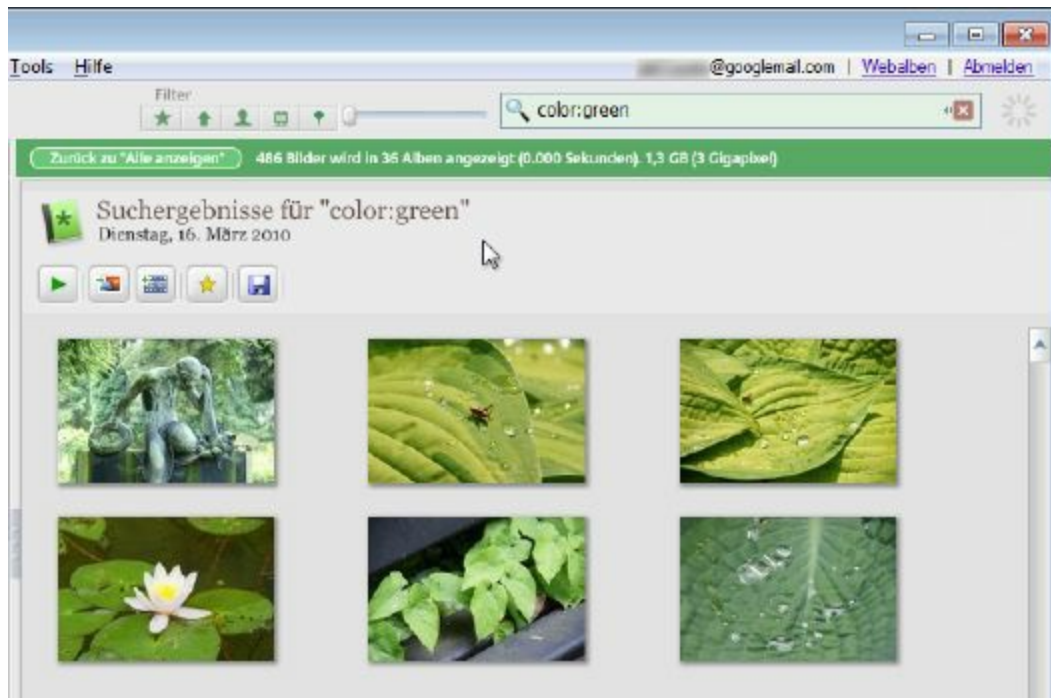 Tools Hilfe @googlemail.com | Webalben | Abmelden
Filter
color:green
Zurück zu "Alle anzeigen" 486 Bilder wird in 36 Alben angezeigt (0.000 Sekunden). 1,3 GB (3 Gigapixel)
Suchergebnisse für "color:green"
Dienstag, 16. März 2010